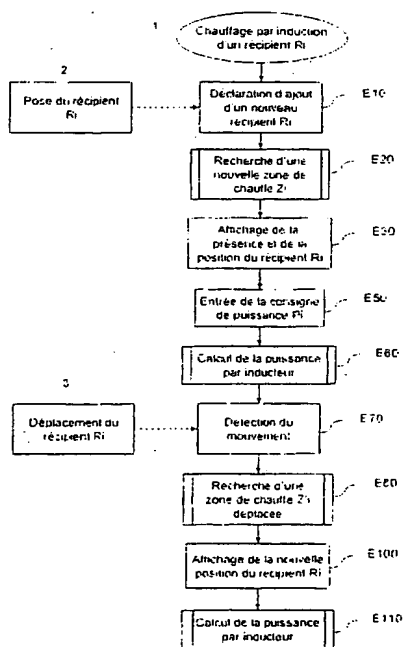 1
Chauffage par induction
d'un récipient Ri
2
Pose du récipient
Ri
Déclaration d'ajout
d'un nouveau
récipient Ri
E10
Recherche d'une
nouvelle zone de
chauffe Zi
E20
Affichage de la
présence et de la
position du récipient Ri
E30
Entrée de la consigne
de puissance Pi
E50
Calcul de la puissance
par inducteur
E60
3
Déplacement du
récipient Ri
Détection du
mouvement
E70
Recherche d'une
zone de chauffe Zi
déplacée
E80
Affichage de la nouvelle
position du récipient Ri
E100
Calcul de la puissance
par inducteur
E110